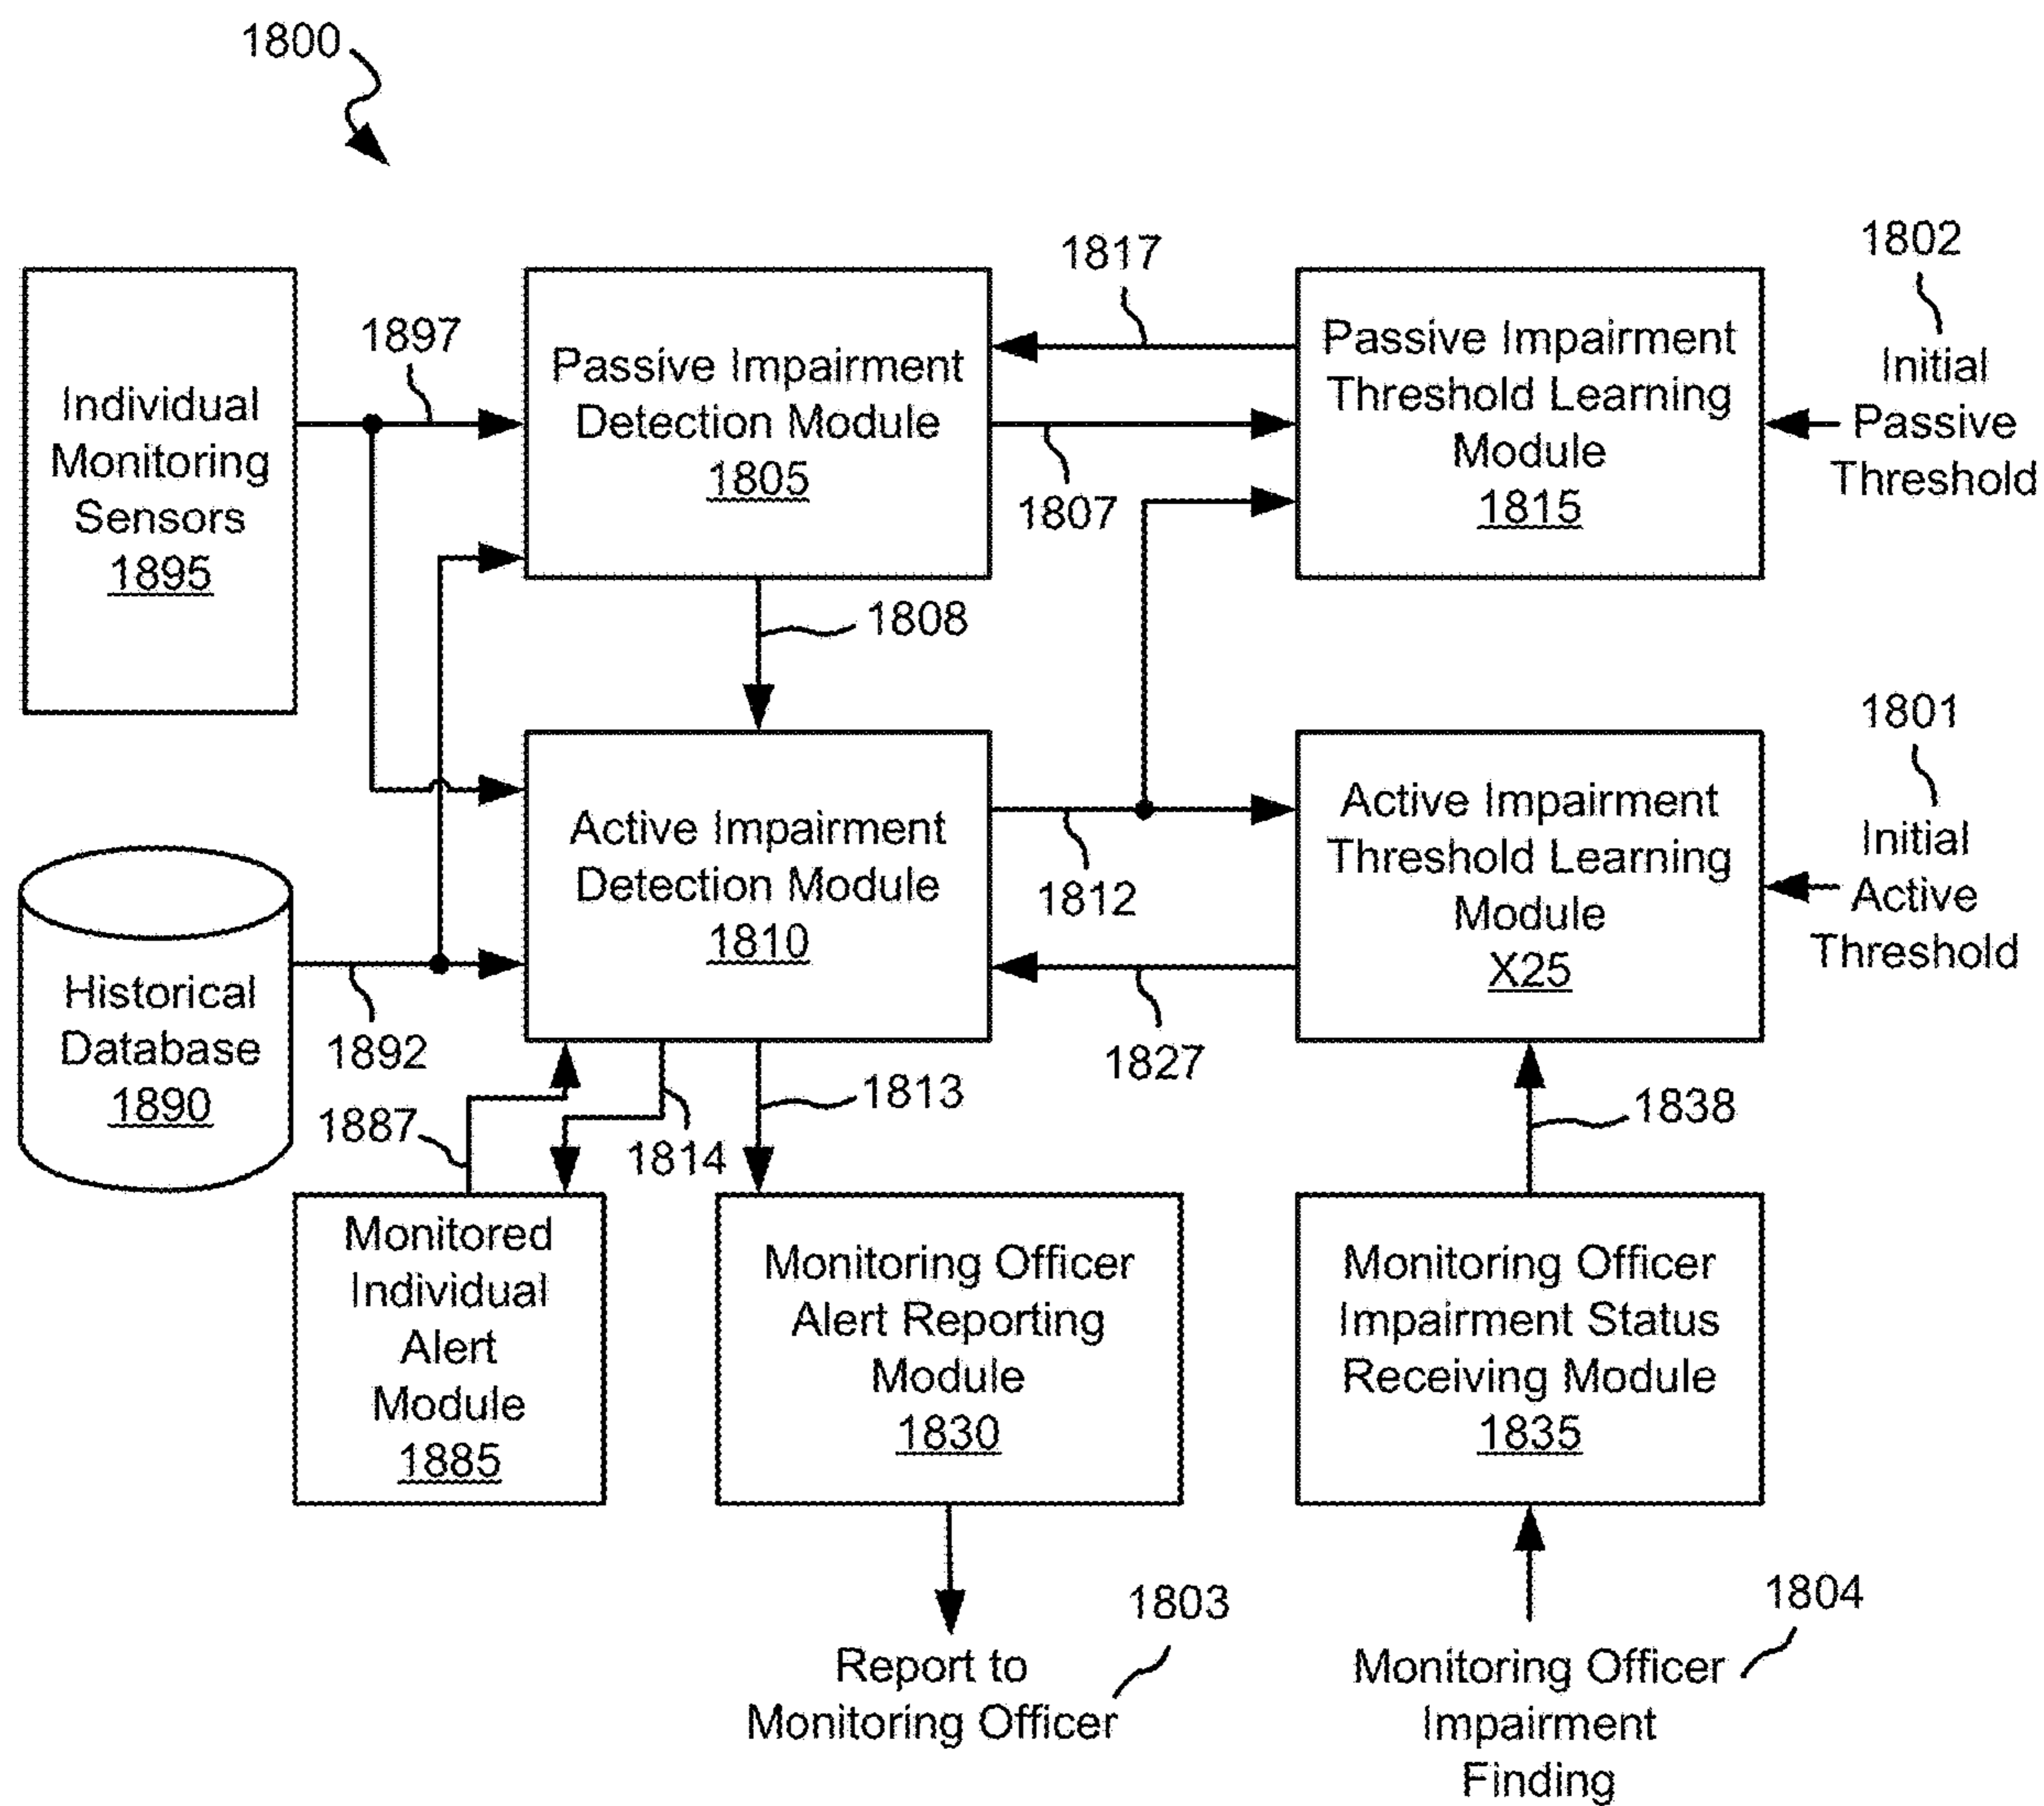 1800
1802
Initial
Passive
Threshold
1817
1897
Individual
Monitoring
Sensors
1895
Passive Impairment
Detection Module
1805
1807
Passive Impairment
Threshold Learning
Module
1815
1808
1801
Initial
Active
Threshold
Active Impairment
Detection Module
1810
1812
Active Impairment
Threshold Learning
Module
X25
Historical
Database
1890
1892
1827
1887
1814
1813
1838
Monitored
Individual
Alert
Module
1885
Monitoring Officer
Alert Reporting
Module
1830
Monitoring Officer
Impairment Status
Receiving Module
1835
1803
Report to
Monitoring Officer
1804
Monitoring Officer
Impairment
Finding